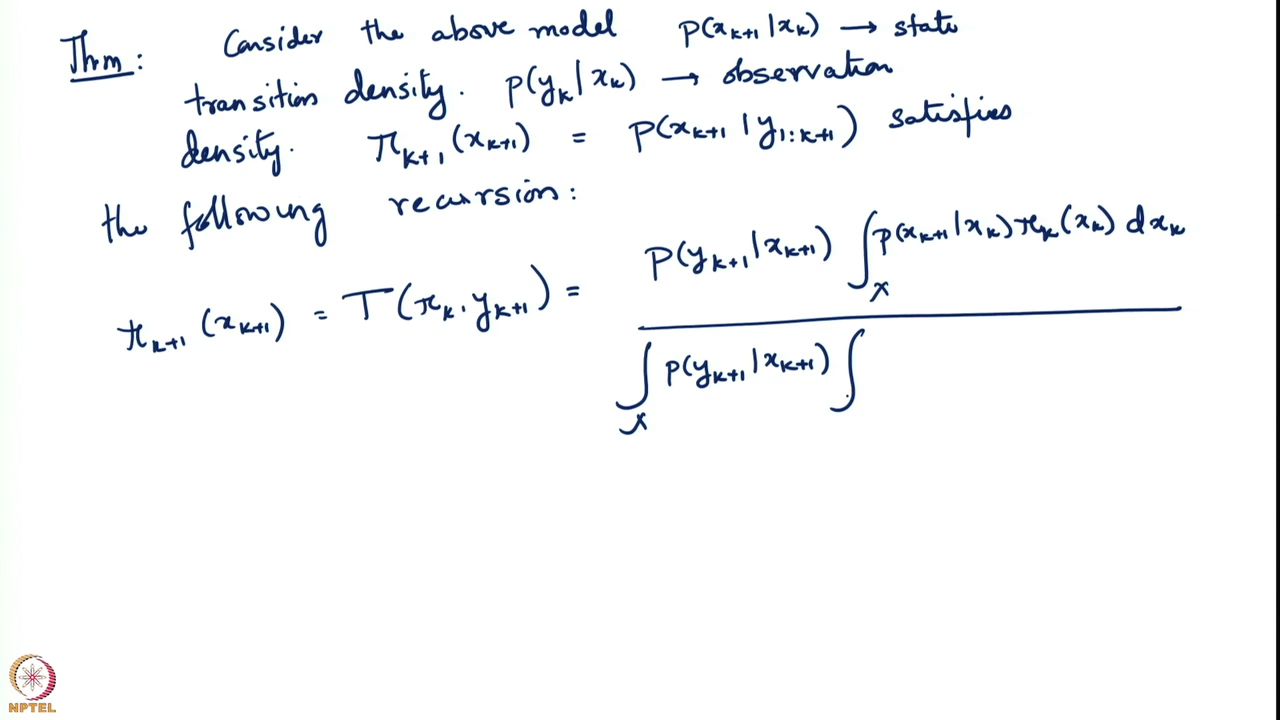 Thm: Consider the above model p(x_{k+1} | x_k) → state
transition density. p(y_k | x_k) → observation
density. π_{k+1}(x_{k+1}) = p(x_{k+1} | y_{1:k+1}) satisfies
the following recursion:
π_{k+1}(x_{k+1}) = T(π_k, y_{k+1}) = p(y_{k+1} | x_{k+1}) ∫_X p(x_{k+1} | x_k) π_k(x_k) dx_k
∫_X p(y_{k+1} | x_{k+1}) ∫
NPTEL